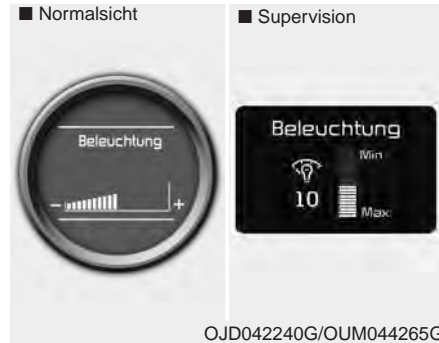 ■ Normalsicht
■ Supervision
Beleuchtung
- +
Beleuchtung
Min
10
Max
OJD042240G/OUM044265G